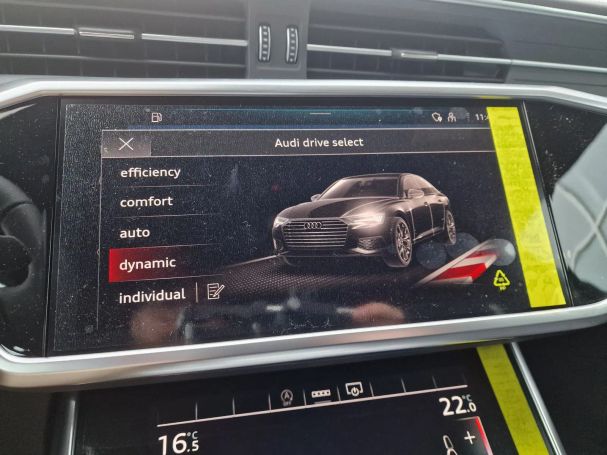 Audi drive select
efficiency
comfort
auto
dynamic
individual
22.0 °C
16.5 °C